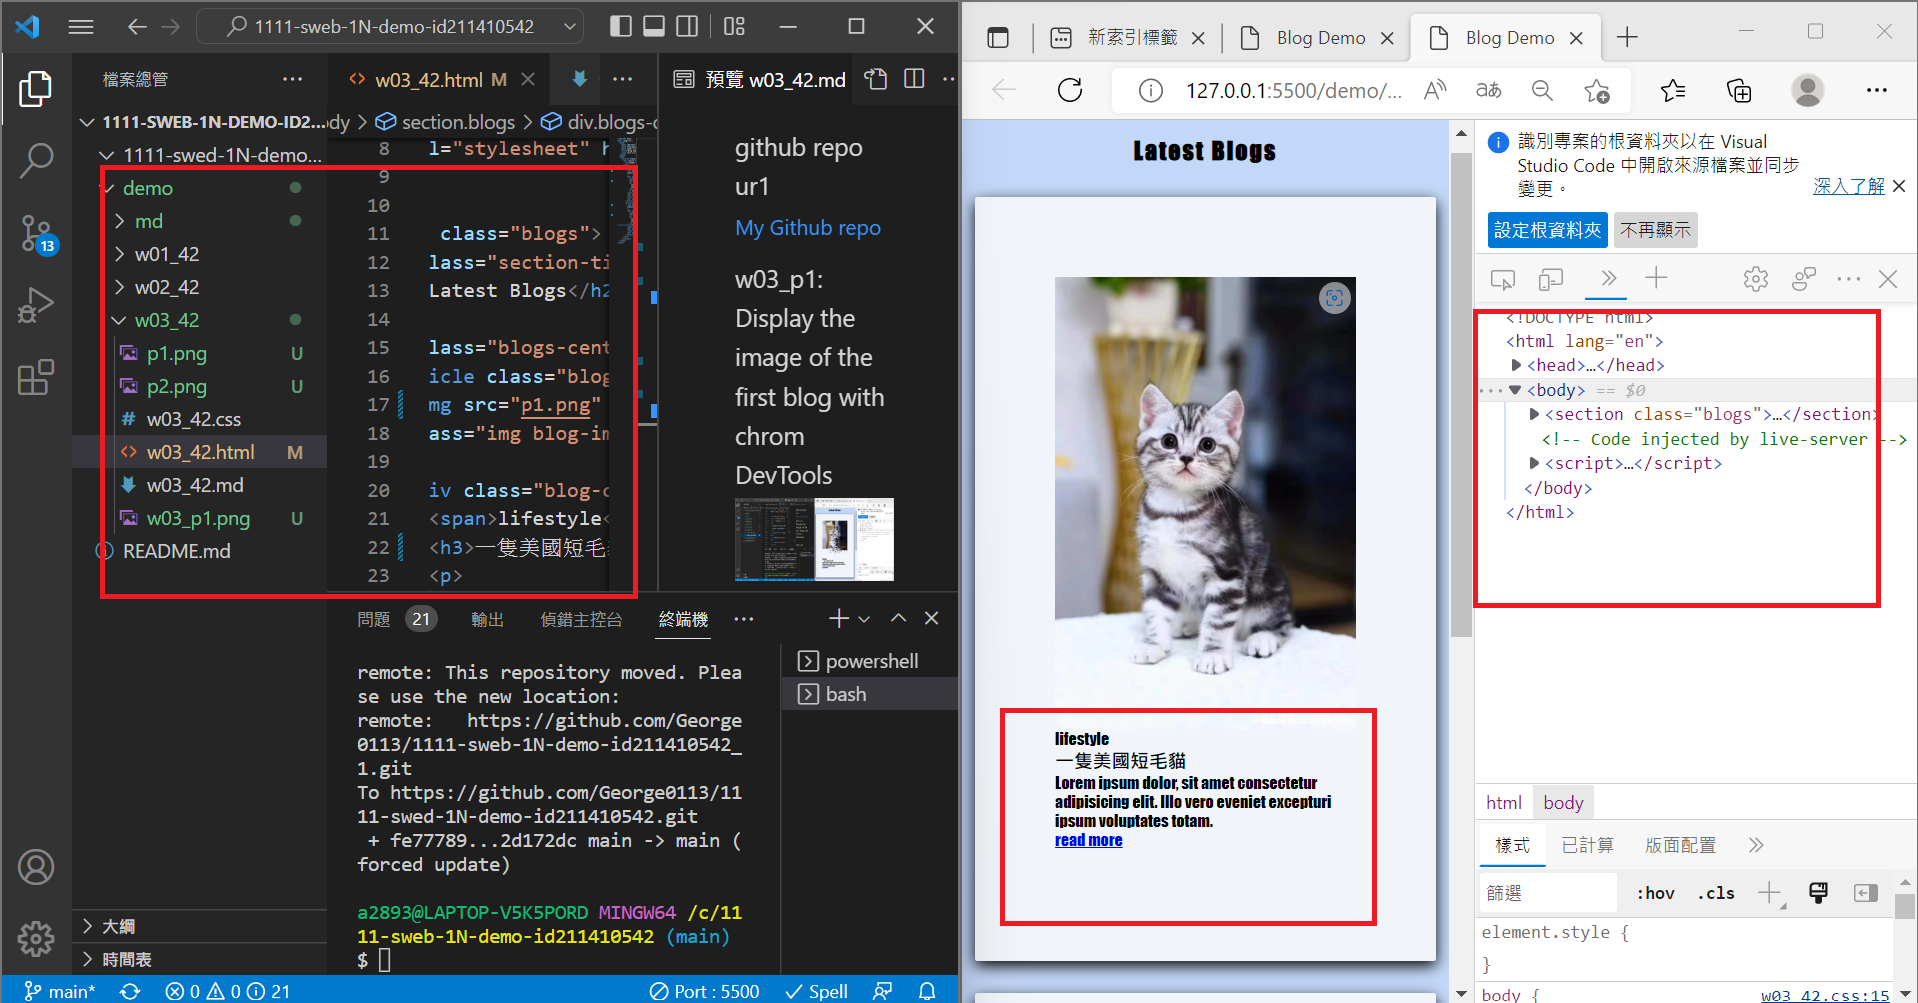 1111-sweb-1N-demo-id211410542
檔案總管
1111-SWEB-1N-DEMO-ID2...
1111-swed-1N-demo...
demo
md
w01_42
w02_42
w03_42
p1.png U
p2.png U
w03_42.css
w03_42.html M
w03_42.md
w03_p1.png U
README.md
大綱
時間表
13
w03_42.html M
dy > section.blogs > div.blogs-c
8 l="stylesheet" h
9
10
11 class="blogs">
12 lass="section-ti
13 Latest Blogs</h2
14
15 lass="blogs-cent
16 icle class="blog
17 mg src="p1.png"
18 ass="img blog-im
19
20 iv class="blog-c
21 <span>lifestyle<
22 <h3>一隻美國短毛
23 <p>
預覽 w03_42.md
github repo
ur1
My Github repo
w03_p1:
Display the
image of the
first blog with
chrom
DevTools
問題 21 輸出 偵錯主控台 終端機
remote: This repository moved. Plea
se use the new location:
remote:   https://github.com/George
0113/1111-sweb-1N-demo-id211410542_
1.git
To https://github.com/George0113/11
11-swed-1N-demo-id211410542.git
 + fe77789...2d172dc main -> main (
forced update)
a2893@LAPTOP-V5K5PORD MINGW64 /c/11
11-sweb-1N-demo-id211410542 (main)
$
powershell
bash
main* 0 0 21 Port : 5500 Spell
新索引標籤
Blog Demo
Blog Demo
127.0.0.1:5500/demo/...
Latest Blogs
lifestyle
一隻美國短毛貓
Lorem ipsum dolor, sit amet consectetur
adipisicing elit. Illo vero eveniet excepturi
ipsum voluptates totam.
read more
識別專案的根資料夾以在 Visual
Studio Code 中開啟來源檔案並同步
變更。
深入了解
設定根資料夾 不再顯示
<!DOCTYPE html>
<html lang="en">
<head>…</head>
<body> == $0
<section class="blogs">…</section>
<!-- Code injected by live-server -->
<script>…</script>
</body>
</html>
html body
樣式 已計算 版面配置
篩選 :hov .cls
element.style {
}
body { w03_42.css:15